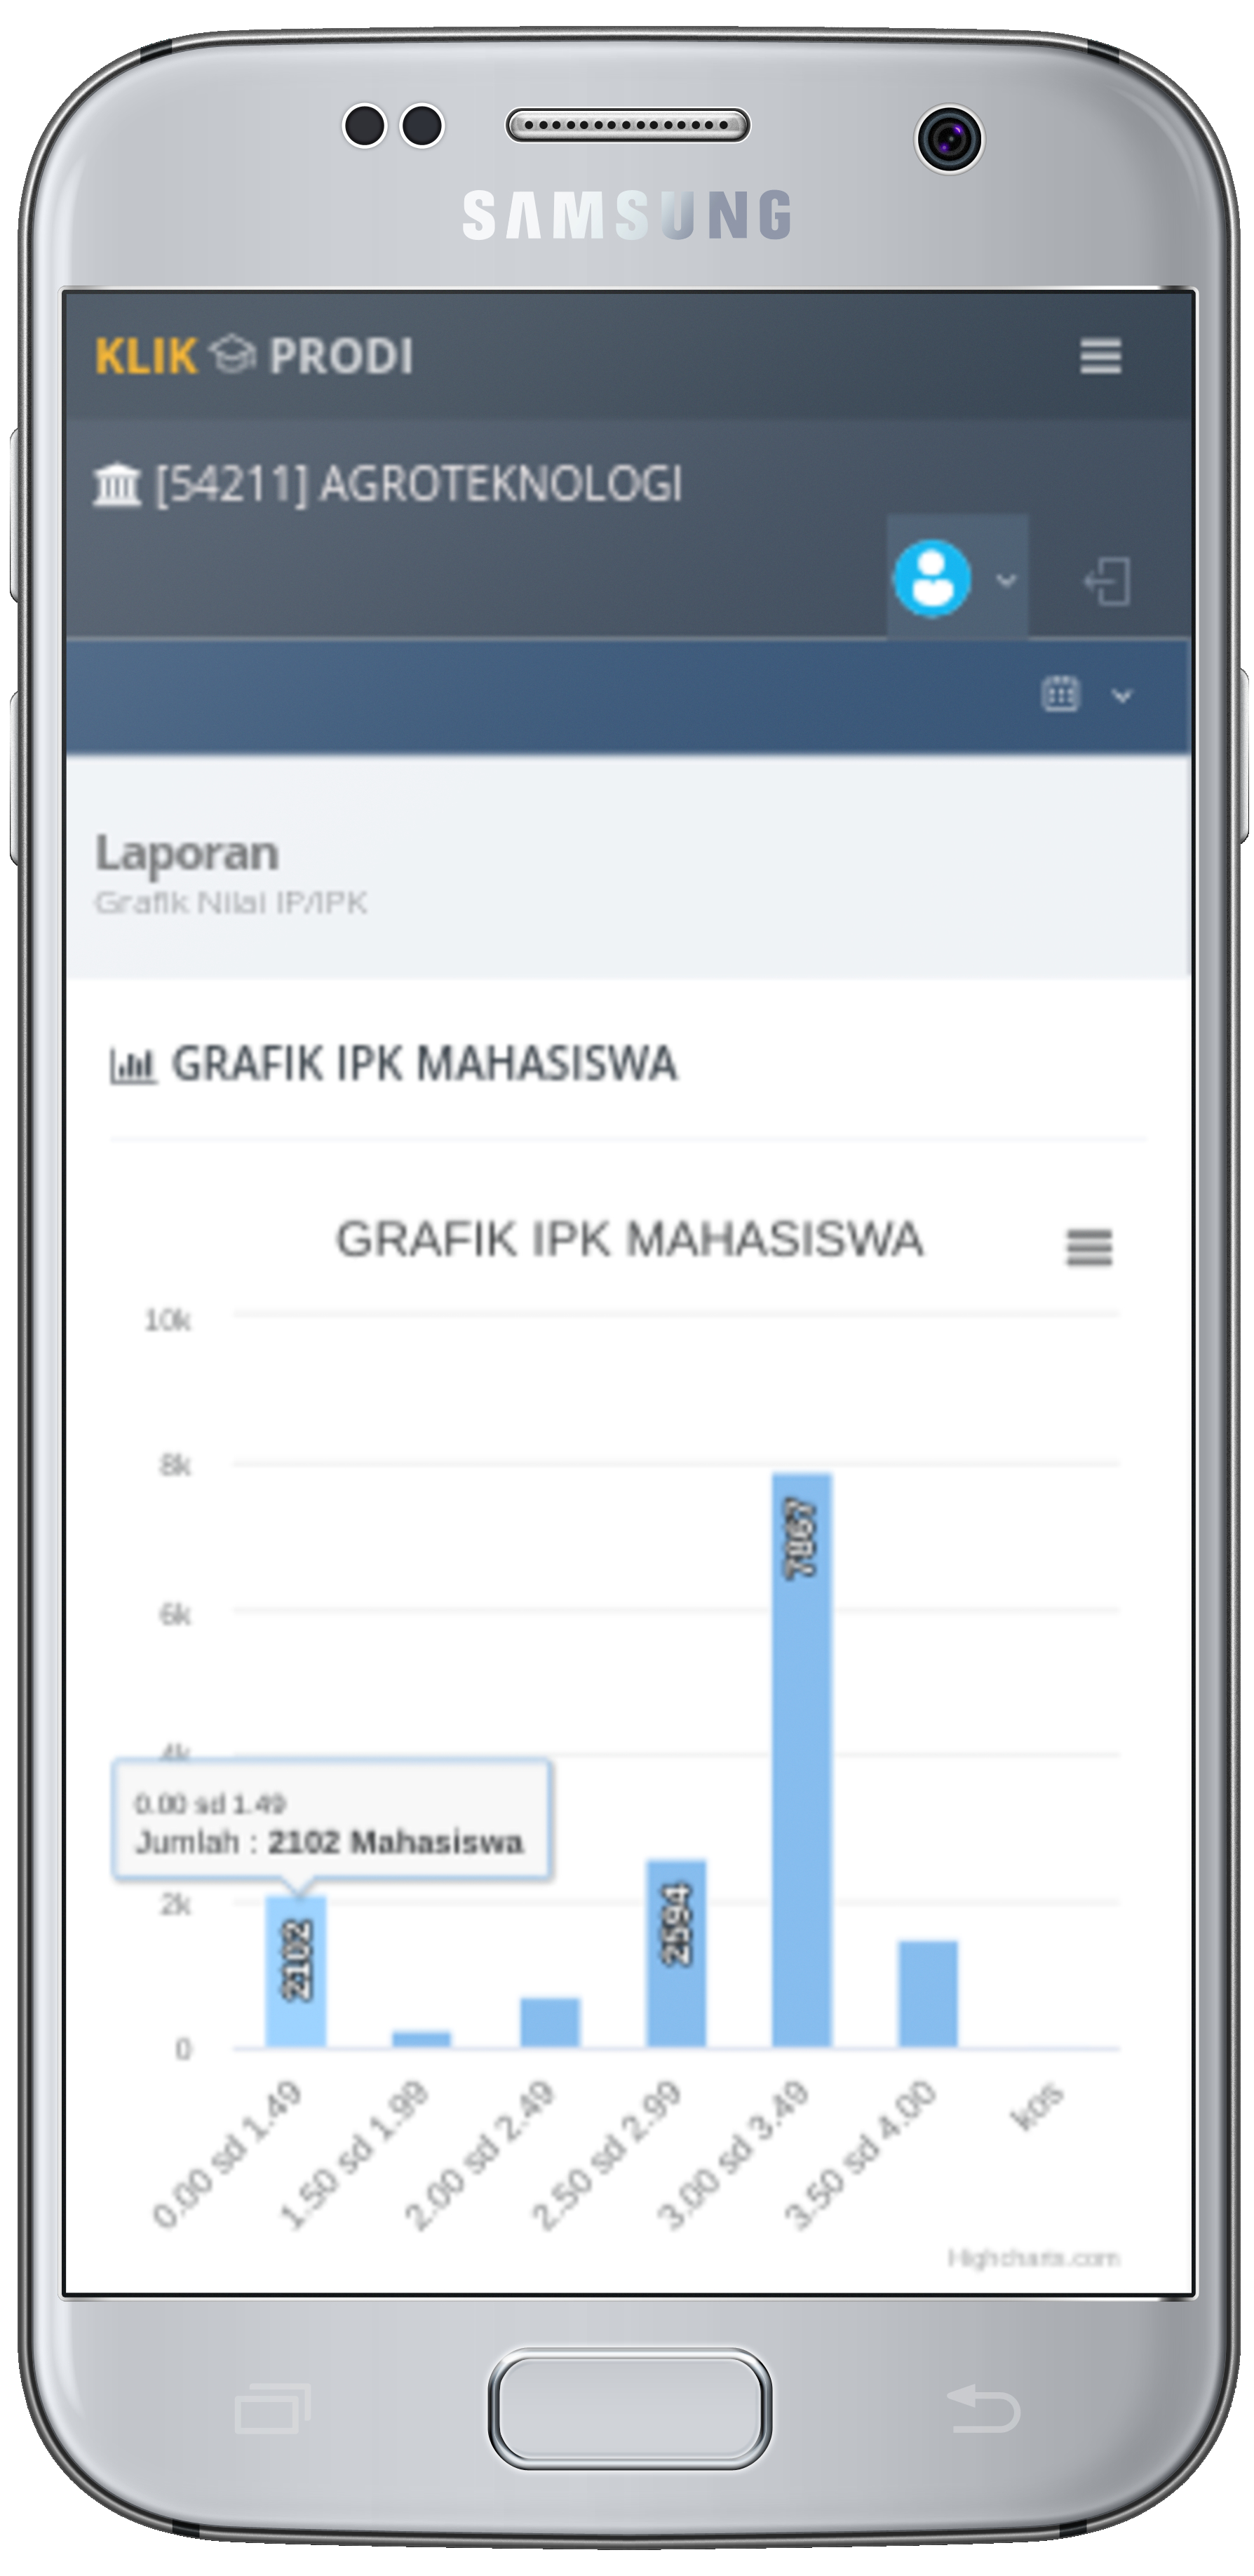 SAMSUNG
KLIK PRODI
[54211] AGROTEKNOLOGI
Laporan
Grafik Nilai IP/IPK
GRAFIK IPK MAHASISWA
GRAFIK IPK MAHASISWA
10k
8k
6k
4k
2k
0
0.00 sd 1.49
Jumlah : 2102 Mahasiswa
2102
2594
7867
0.00 sd 1.49
1.50 sd 1.99
2.00 sd 2.49
2.50 sd 2.99
3.00 sd 3.49
3.50 sd 4.00
kos
Highcharts.com